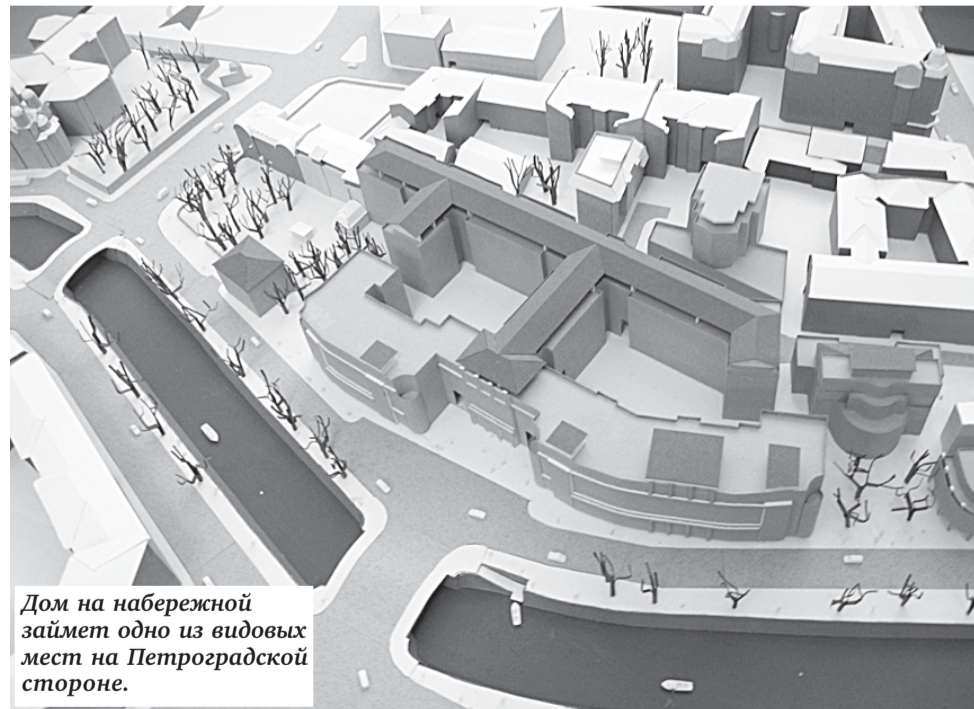 Дом на набережной
займет одно из видовых
мест на Петроградской
стороне.